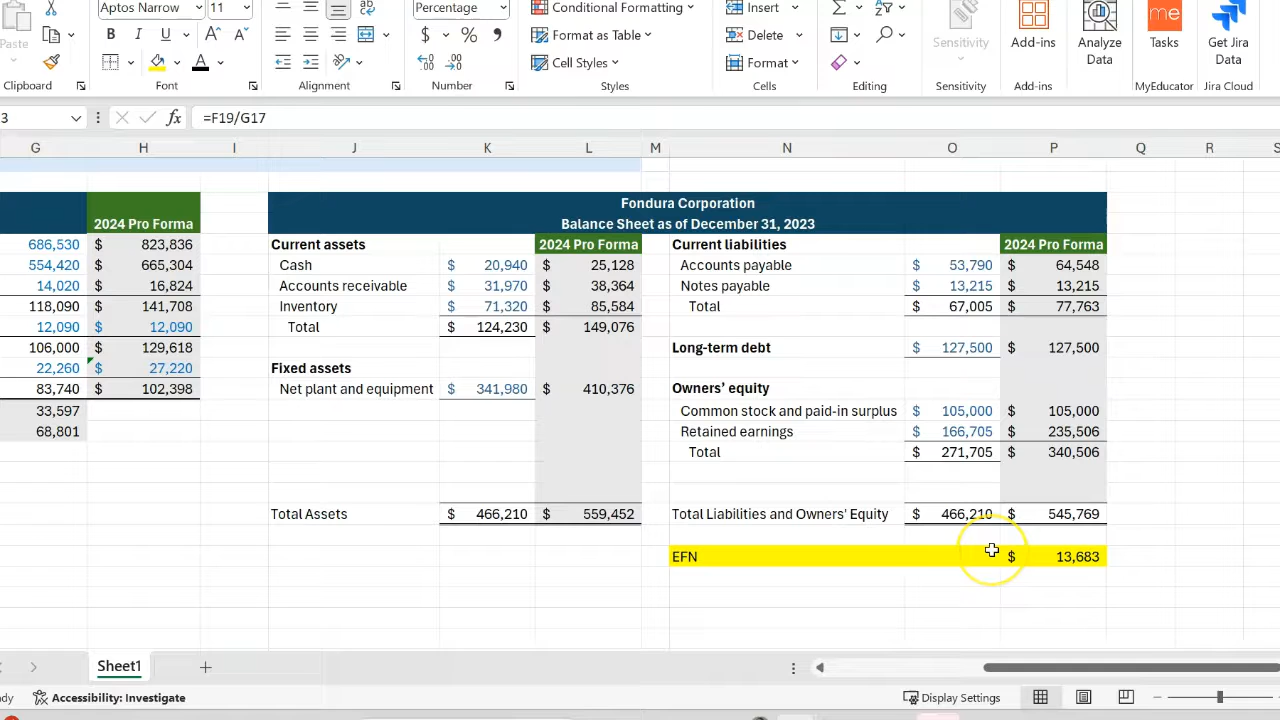 Aptos Narrow 11 ab Percentage Conditional Formatting Insert Σ
Paste B I U A A $ % 9 Format as Table Delete Sensitivity Add-ins Analyze Data me Tasks Get Jira Data
A Cell Styles Format
Clipboard Font Alignment Number Styles Cells Editing Sensitivity Add-ins MyEducator Jira Cloud
3 fx =F19/G17
G H I J K L M N O P Q R S
Fondura Corporation
2024 Pro Forma Balance Sheet as of December 31, 2023
686,530 $ 823,836 Current assets 2024 Pro Forma Current liabilities 2024 Pro Forma
554,420 $ 665,304 Cash $ 20,940 $ 25,128 Accounts payable $ 53,790 $ 64,548
14,020 $ 16,824 Accounts receivable $ 31,970 $ 38,364 Notes payable $ 13,215 $ 13,215
118,090 $ 141,708 Inventory $ 71,320 $ 85,584 Total $ 67,005 $ 77,763
12,090 $ 12,090 Total $ 124,230 $ 149,076
106,000 $ 129,618 Long-term debt $ 127,500 $ 127,500
22,260 $ 27,220 Fixed assets
83,740 $ 102,398 Net plant and equipment $ 341,980 $ 410,376 Owners’ equity
33,597 Common stock and paid-in surplus $ 105,000 $ 105,000
68,801 Retained earnings $ 166,705 $ 235,506
Total $ 271,705 $ 340,506
Total Assets $ 466,210 $ 559,452 Total Liabilities and Owners’ Equity $ 466,210 $ 545,769
EFN $ 13,683
Sheet1
Accessibility: Investigate Display Settings